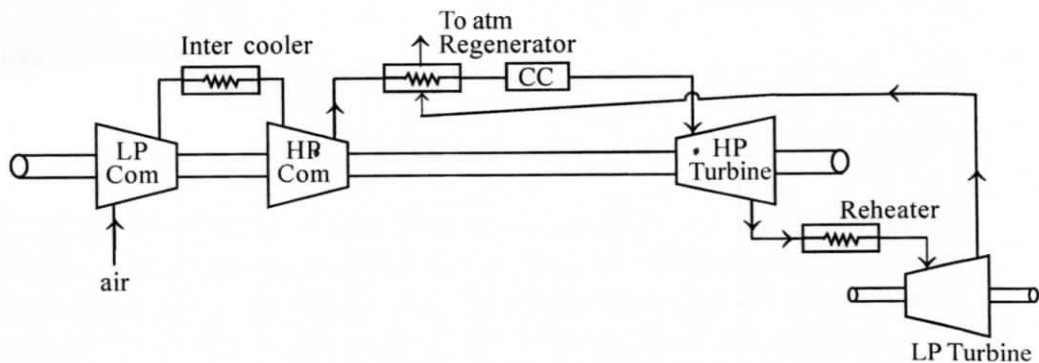 To atm
Inter cooler
Regenerator
CC
LP
Com
HP
Com
HP
Turbine
Reheater
air
LP Turbine